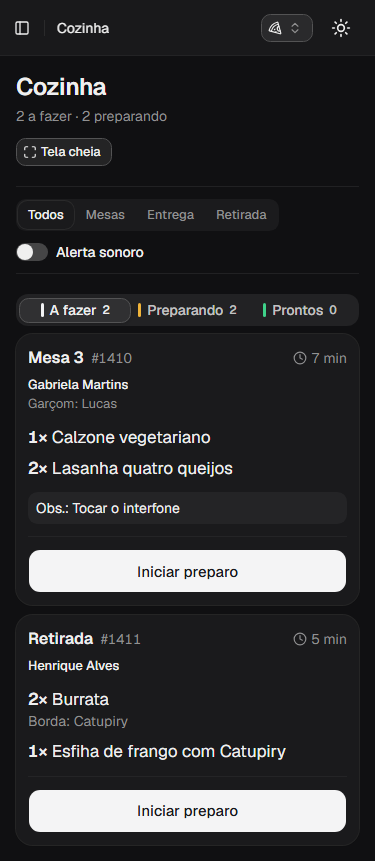 Cozinha
Cozinha
2 a fazer · 2 preparando
Tela cheia
Todos Mesas Entrega Retirada
Alerta sonoro
A fazer 2 Preparando 2 Prontos 0
Mesa 3 #1410 7 min
Gabriela Martins
Garçom: Lucas
1× Calzone vegetariano
2× Lasanha quatro queijos
Obs.: Tocar o interfone
Iniciar preparo
Retirada #1411 5 min
Henrique Alves
2× Burrata
Borda: Catupiry
1× Esfiha de frango com Catupiry
Iniciar preparo